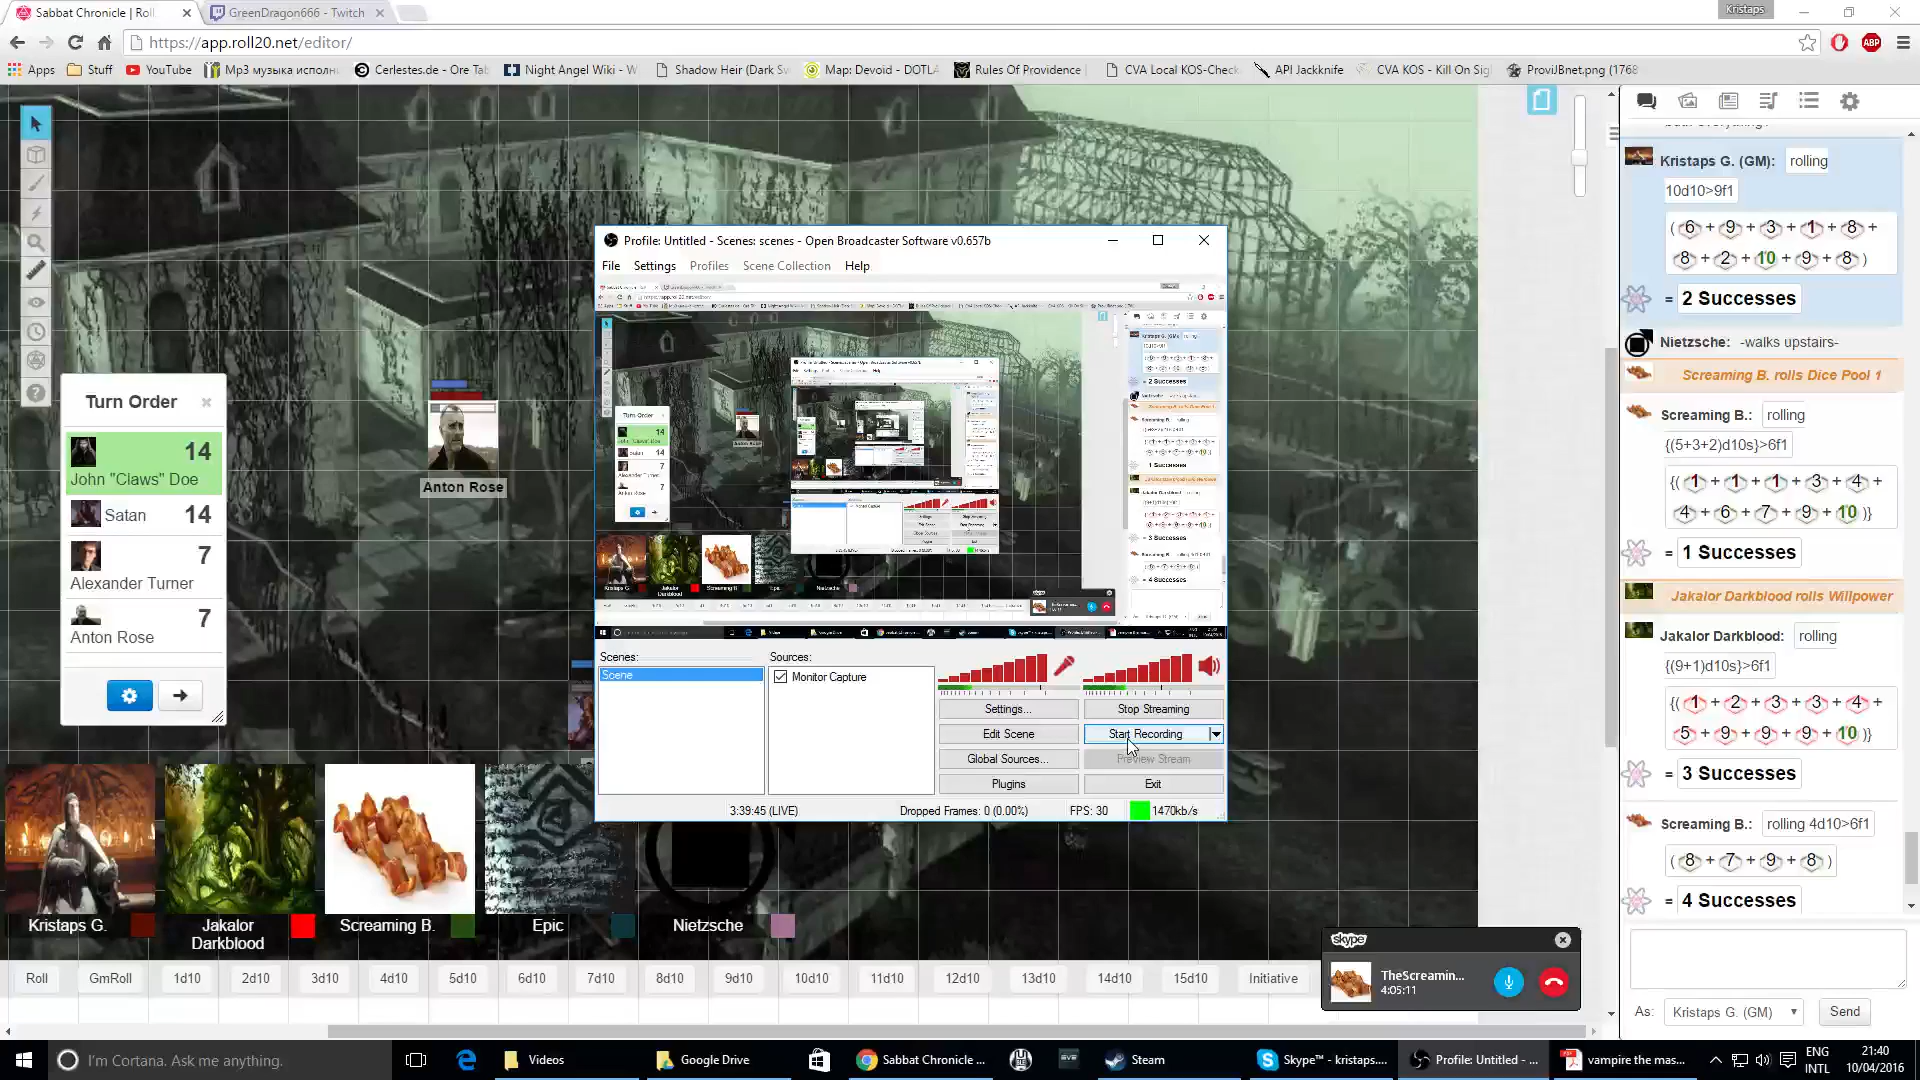 Sabbat Chronicle | Roll
GreenDragon666 - Twitch
Kristaps
https://app.roll20.net/editor/
ABP
Apps
Stuff
YouTube
Mp3 музыка исполн
Cerlestes.de - Ore Tab
Night Angel Wiki - W
Shadow Heir (Dark Sw
Map: Devoid - DOTLA
Rules Of Providence
CVA Local KOS-Check
API Jackknife
CVA KOS - Kill On Sig
ProviJBnet.png (1768
Turn Order
14
John "Claws" Doe
Satan 14
7
Alexander Turner
7
Anton Rose
Anton Rose
Profile: Untitled - Scenes: scenes - Open Broadcaster Software v0.657b
File Settings Profiles Scene Collection Help
Scenes:
Scene
Sources:
Monitor Capture
Settings...
Stop Streaming
Edit Scene
Start Recording
Global Sources...
Preview Stream
Plugins
Exit
3:39:45 (LIVE)
Dropped Frames: 0 (0.00%)
FPS: 30
1470kb/s
Kristaps G. (GM): rolling
10d10>9f1
(6+9+3+1+8+
8+2+10+9+8)
= 2 Successes
Nietzsche: -walks upstairs-
Screaming B. rolls Dice Pool 1
Screaming B.: rolling
{(5+3+2)d10s}>6f1
{(1+1+1+3+4+
4+6+7+9+10)}
= 1 Successes
Jakalor Darkblood rolls Willpower
Jakalor Darkblood: rolling
{(9+1)d10s}>6f1
{(1+2+3+3+4+
5+9+9+9+10)}
= 3 Successes
Screaming B.: rolling 4d10>6f1
(8+7+9+8)
= 4 Successes
As: Kristaps G. (GM)
Send
Kristaps G.
Jakalor
Darkblood
Screaming B.
Epic
Nietzsche
skype
TheScreamin...
4:05:11
Roll
GmRoll
1d10
2d10
3d10
4d10
5d10
6d10
7d10
8d10
9d10
10d10
11d10
12d10
13d10
14d10
15d10
Initiative
I'm Cortana. Ask me anything.
Videos
Google Drive
Sabbat Chronicle ...
Steam
Skype™ - kristaps....
Profile: Untitled - ...
vampire the mas...
ENG
INTL
21:40
10/04/2016